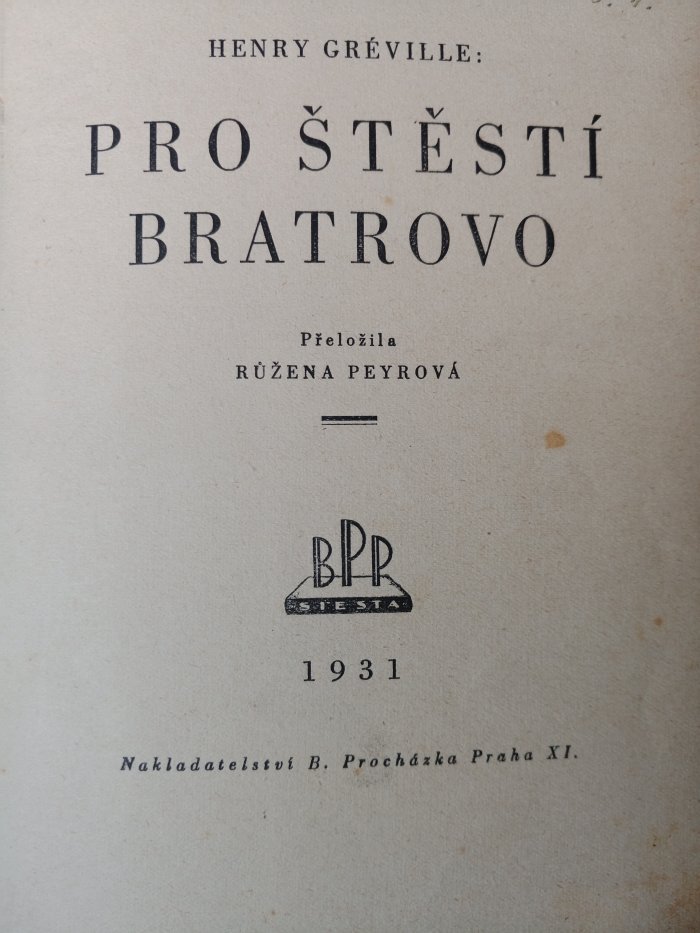 HENRY GRÉVILLE:
PRO ŠTĚSTÍ
BRATROVO
Přeložila
RŮŽENA PEYROVÁ
BPP
SIESTA
1931
Nakladatelství B. Procházka Praha XI.